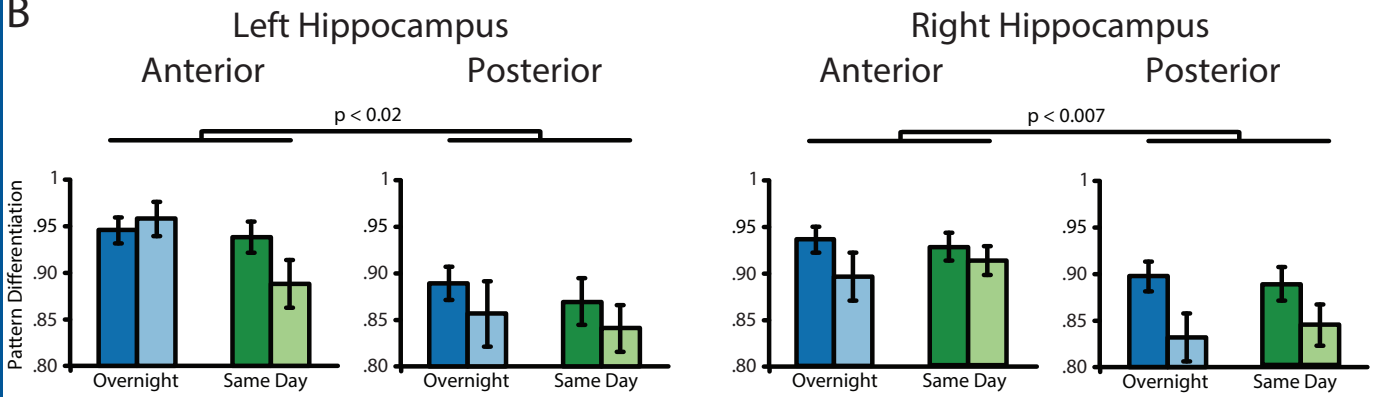 B
Left Hippocampus
Right Hippocampus
Anterior
Posterior
Anterior
Posterior
p < 0.02
p < 0.007
Pattern Differentiation
1
.95
.90
.85
.80
Overnight
Same Day
1
.95
.90
.85
.80
Overnight
Same Day
1
.95
.90
.85
.80
Overnight
Same Day
1
.95
.90
.85
.80
Overnight
Same Day